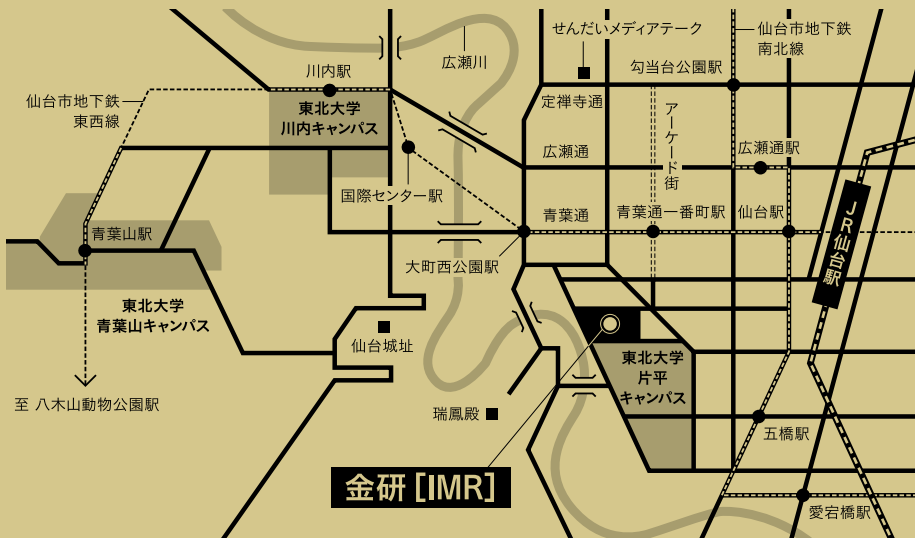 せんだいメディアテーク
仙台市地下鉄
南北線
広瀬川
勾当台公園駅
川内駅
仙台市地下鉄
東西線
東北大学
川内キャンパス
定禅寺通
アーケード街
広瀬通
広瀬通駅
国際センター駅
青葉通
青葉通一番町駅
仙台駅
JR仙台駅
青葉山駅
大町西公園駅
東北大学
青葉山キャンパス
仙台城址
東北大学
片平
キャンパス
至 八木山動物公園駅
瑞鳳殿
五橋駅
金研 [IMR]
愛宕橋駅